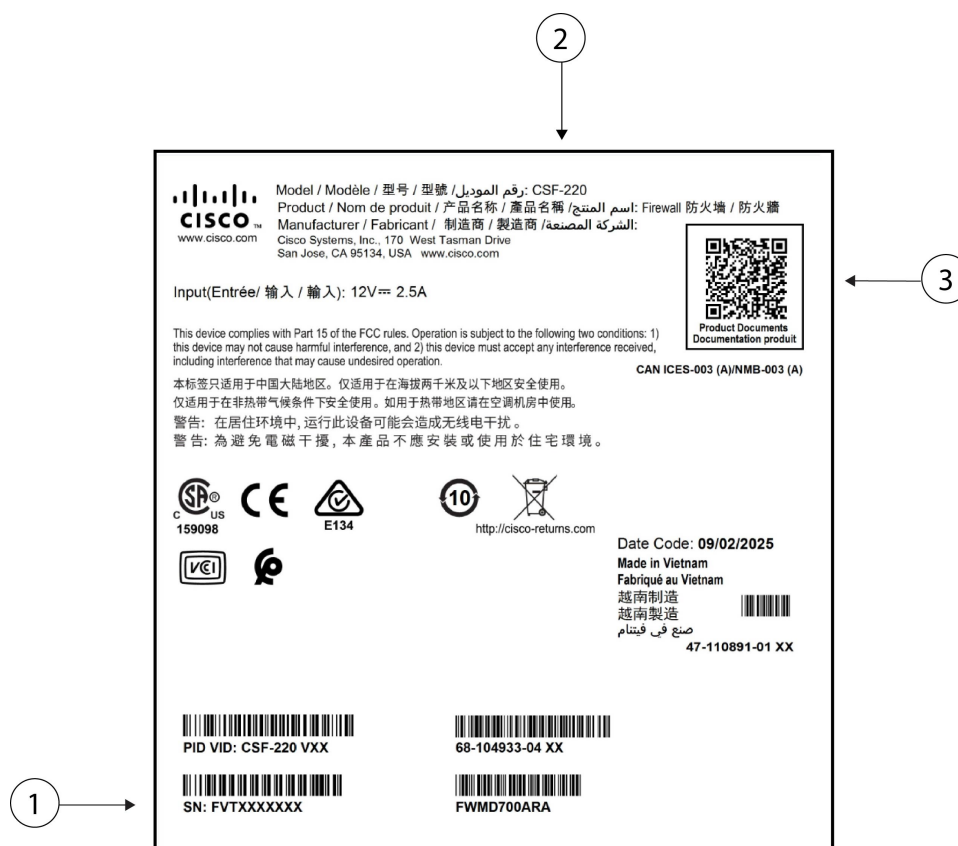 2
CISCO TM
www.cisco.com
Model / Modèle / 型号 / 型號 /رقم الموديل: CSF-220
Product / Nom de produit / 产品名称 / 產品名稱 /اسم المنتج: Firewall 防火墙 / 防火牆
Manufacturer / Fabricant / 制造商 / 製造商 /الشركة المصنعة:
Cisco Systems, Inc., 170 West Tasman Drive
San Jose, CA 95134, USA www.cisco.com
Input(Entrée/ 输入 / 輸入): 12V⎓ 2.5A
3
Product Documents
Documentation produit
This device complies with Part 15 of the FCC rules. Operation is subject to the following two conditions: 1)
this device may not cause harmful interference, and 2) this device must accept any interference received,
including interference that may cause undesired operation.
CAN ICES-003 (A)/NMB-003 (A)
本标签只适用于中国大陆地区。仅适用于在海拔两千米及以下地区安全使用。
仅适用于在非热带气候条件下安全使用。如用于热带地区请在空调机房中使用。
警告: 在居住环境中, 运行此设备可能会造成无线电干扰。
警告: 為避免電磁干擾, 本產品不應安裝或使用於住宅環境。
SA ®
C US
159098
CE
E134
10
http://cisco-returns.com
VCI
Date Code: 09/02/2025
Made in Vietnam
Fabriqué au Vietnam
越南制造
越南製造
صنع في فيتنام
47-110891-01 XX
PID VID: CSF-220 VXX
68-104933-04 XX
1
SN: FVTXXXXXXX
FWMD700ARA